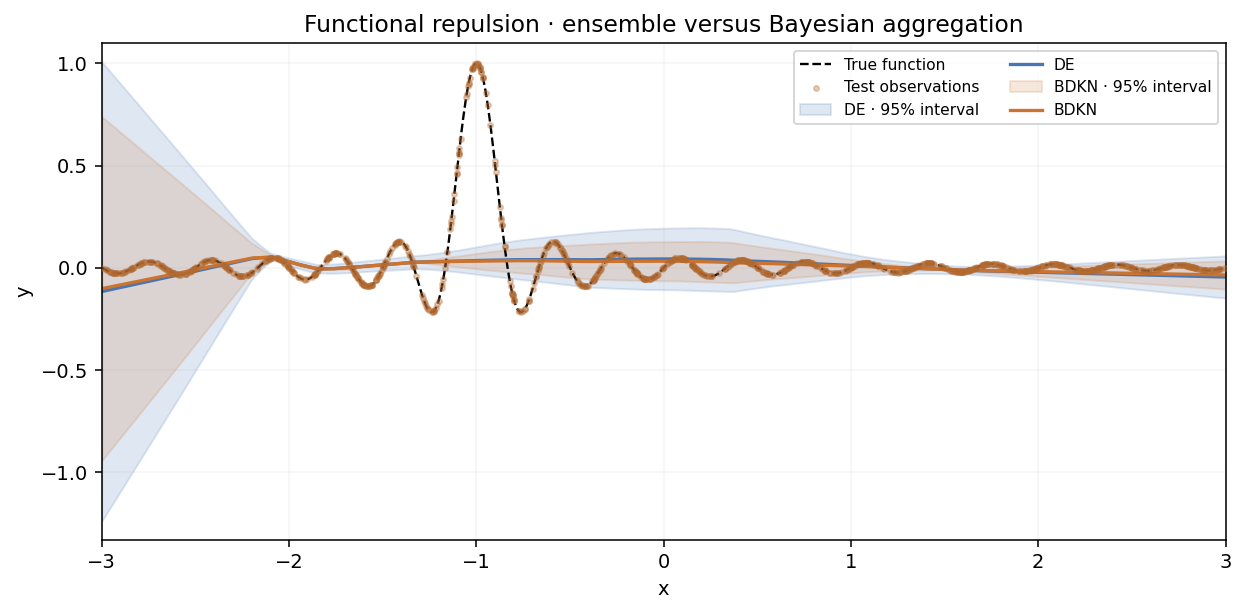 Functional repulsion · ensemble versus Bayesian aggregation
True function
Test observations
DE · 95% interval
DE
BDKN · 95% interval
BDKN
1.0
0.5
0.0
−0.5
−1.0
y
−3
−2
−1
0
1
2
3
x